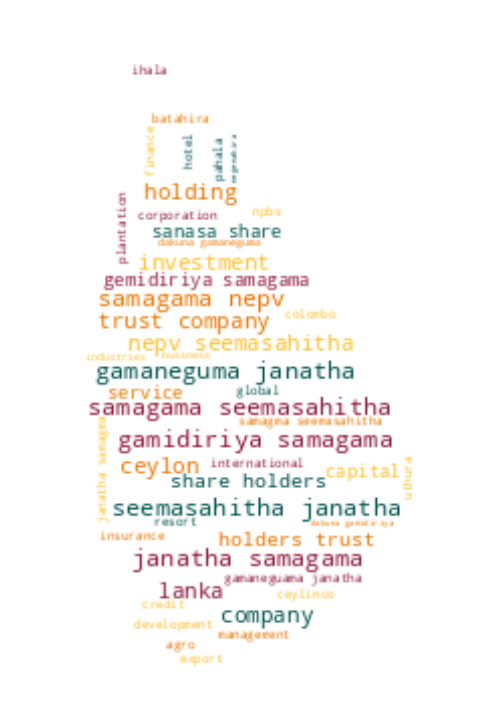 ihala
batahira
finance
hotel
pahala
holding
plantation
corporation
npbs
sanasa share
dakuna gamaneguma
investment
gemidiriya samagama
samagama nepv
colombo
trust company
nepv seemasahitha
industries
business
gamaneguma janatha
service
global
samagama seemasahitha
samagma seemasahitha
gamidiriya samagama
janatha samagma
ceylon
international
capital
uthura
share holders
seemasahitha janatha
resort
dakuna gamidiriya
insurance
holders trust
janatha samagama
gamaneguama janatha
lanka
ceylinco
credit
company
development
management
agro
export